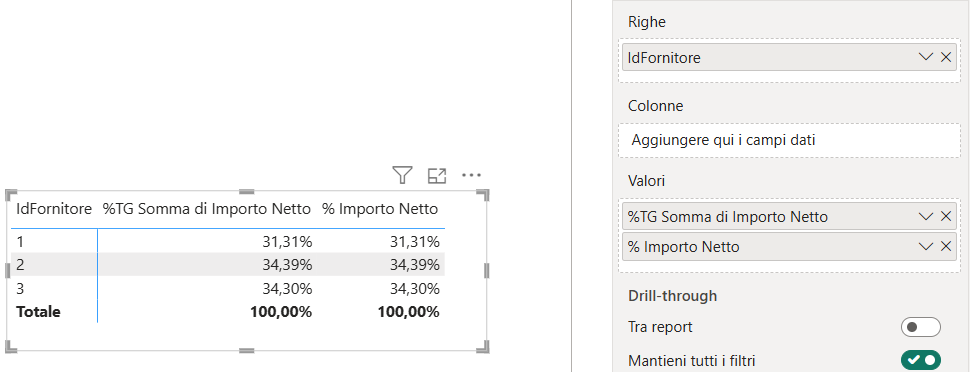 Righe
IdFornitore
Colonne
Aggiungere qui i campi dati
Valori
%TG Somma di Importo Netto
% Importo Netto
Drill-through
Tra report
Mantieni tutti i filtri
IdFornitore %TG Somma di Importo Netto % Importo Netto
1 31,31% 31,31%
2 34,39% 34,39%
3 34,30% 34,30%
Totale 100,00% 100,00%